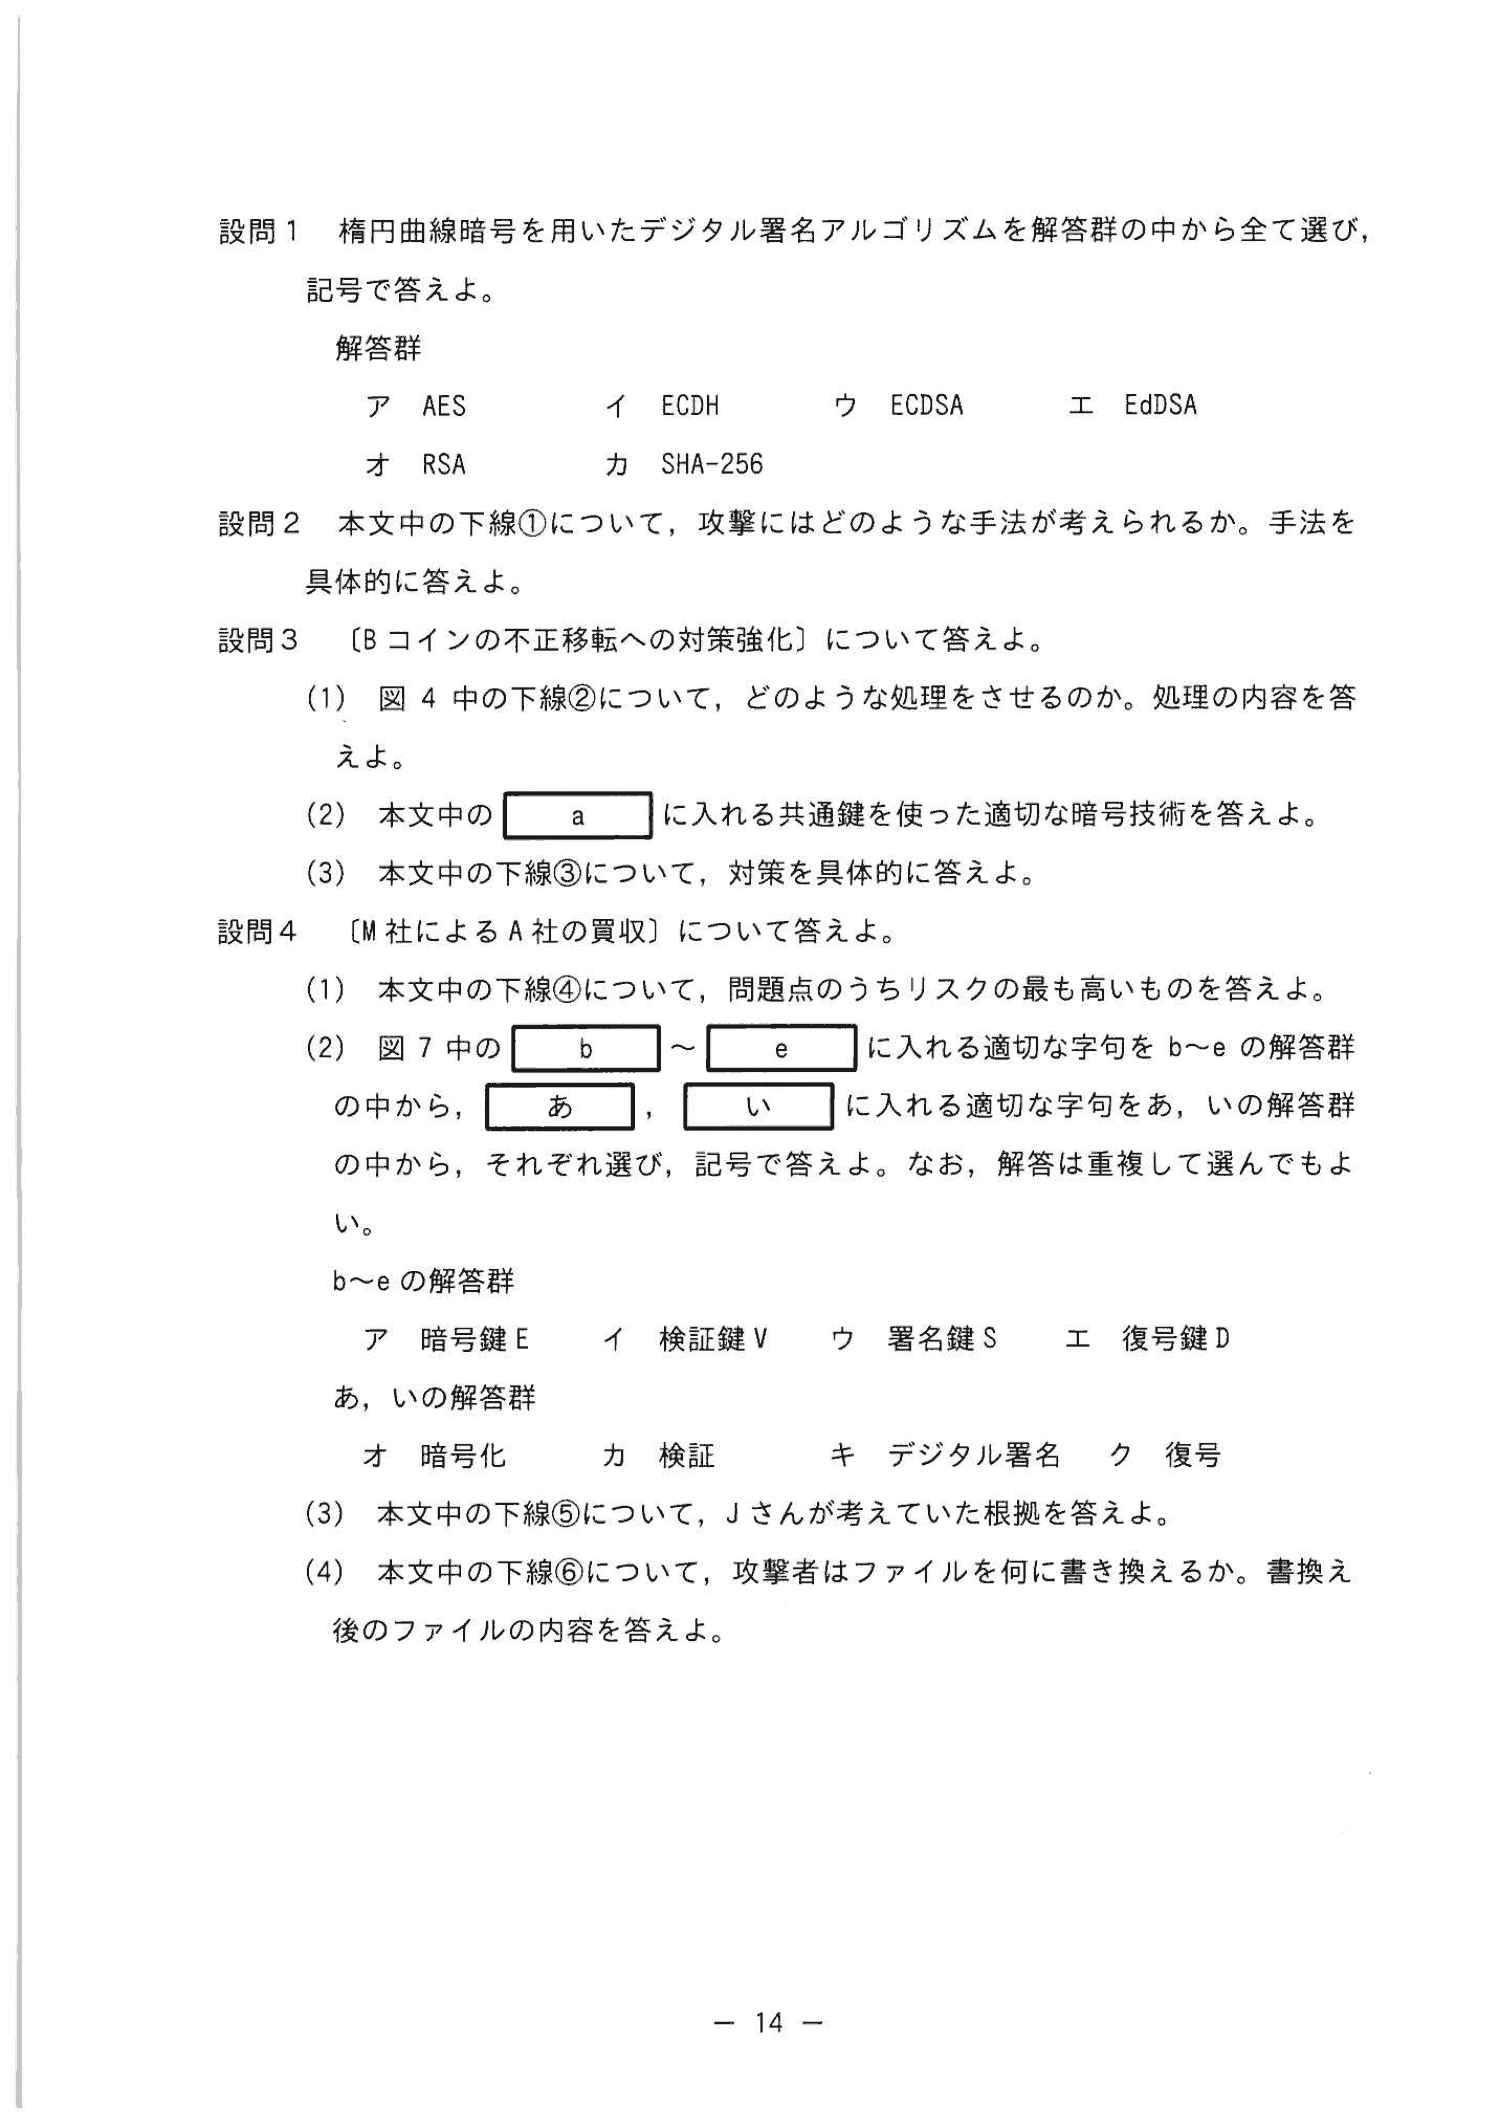 設問1　楕円曲線暗号を用いたデジタル署名アルゴリズムを解答群の中から全て選び，
記号で答えよ。
解答群
ア　AES　　イ　ECDH　　ウ　ECDSA　　エ　EdDSA
オ　RSA　　カ　SHA-256
設問2　本文中の下線①について，攻撃にはどのような手法が考えられるか。手法を
具体的に答えよ。
設問3　〔Bコインの不正移転への対策強化〕について答えよ。
(1)　図 4 中の下線②について，どのような処理をさせるのか。処理の内容を答
えよ。
(2)　本文中の　a　に入れる共通鍵を使った適切な暗号技術を答えよ。
(3)　本文中の下線③について，対策を具体的に答えよ。
設問4　〔M社によるA社の買収〕について答えよ。
(1)　本文中の下線④について，問題点のうちリスクの最も高いものを答えよ。
(2)　図 7 中の　b　～　e　に入れる適切な字句を b～e の解答群
の中から，　あ　，　い　に入れる適切な字句をあ，いの解答群
の中から，それぞれ選び，記号で答えよ。なお，解答は重複して選んでもよ
い。
b～e の解答群
ア　暗号鍵E　　イ　検証鍵V　　ウ　署名鍵S　　エ　復号鍵D
あ，いの解答群
オ　暗号化　　カ　検証　　キ　デジタル署名　　ク　復号
(3)　本文中の下線⑤について，Jさんが考えていた根拠を答えよ。
(4)　本文中の下線⑥について，攻撃者はファイルを何に書き換えるか。書換え
後のファイルの内容を答えよ。
－ 14 －